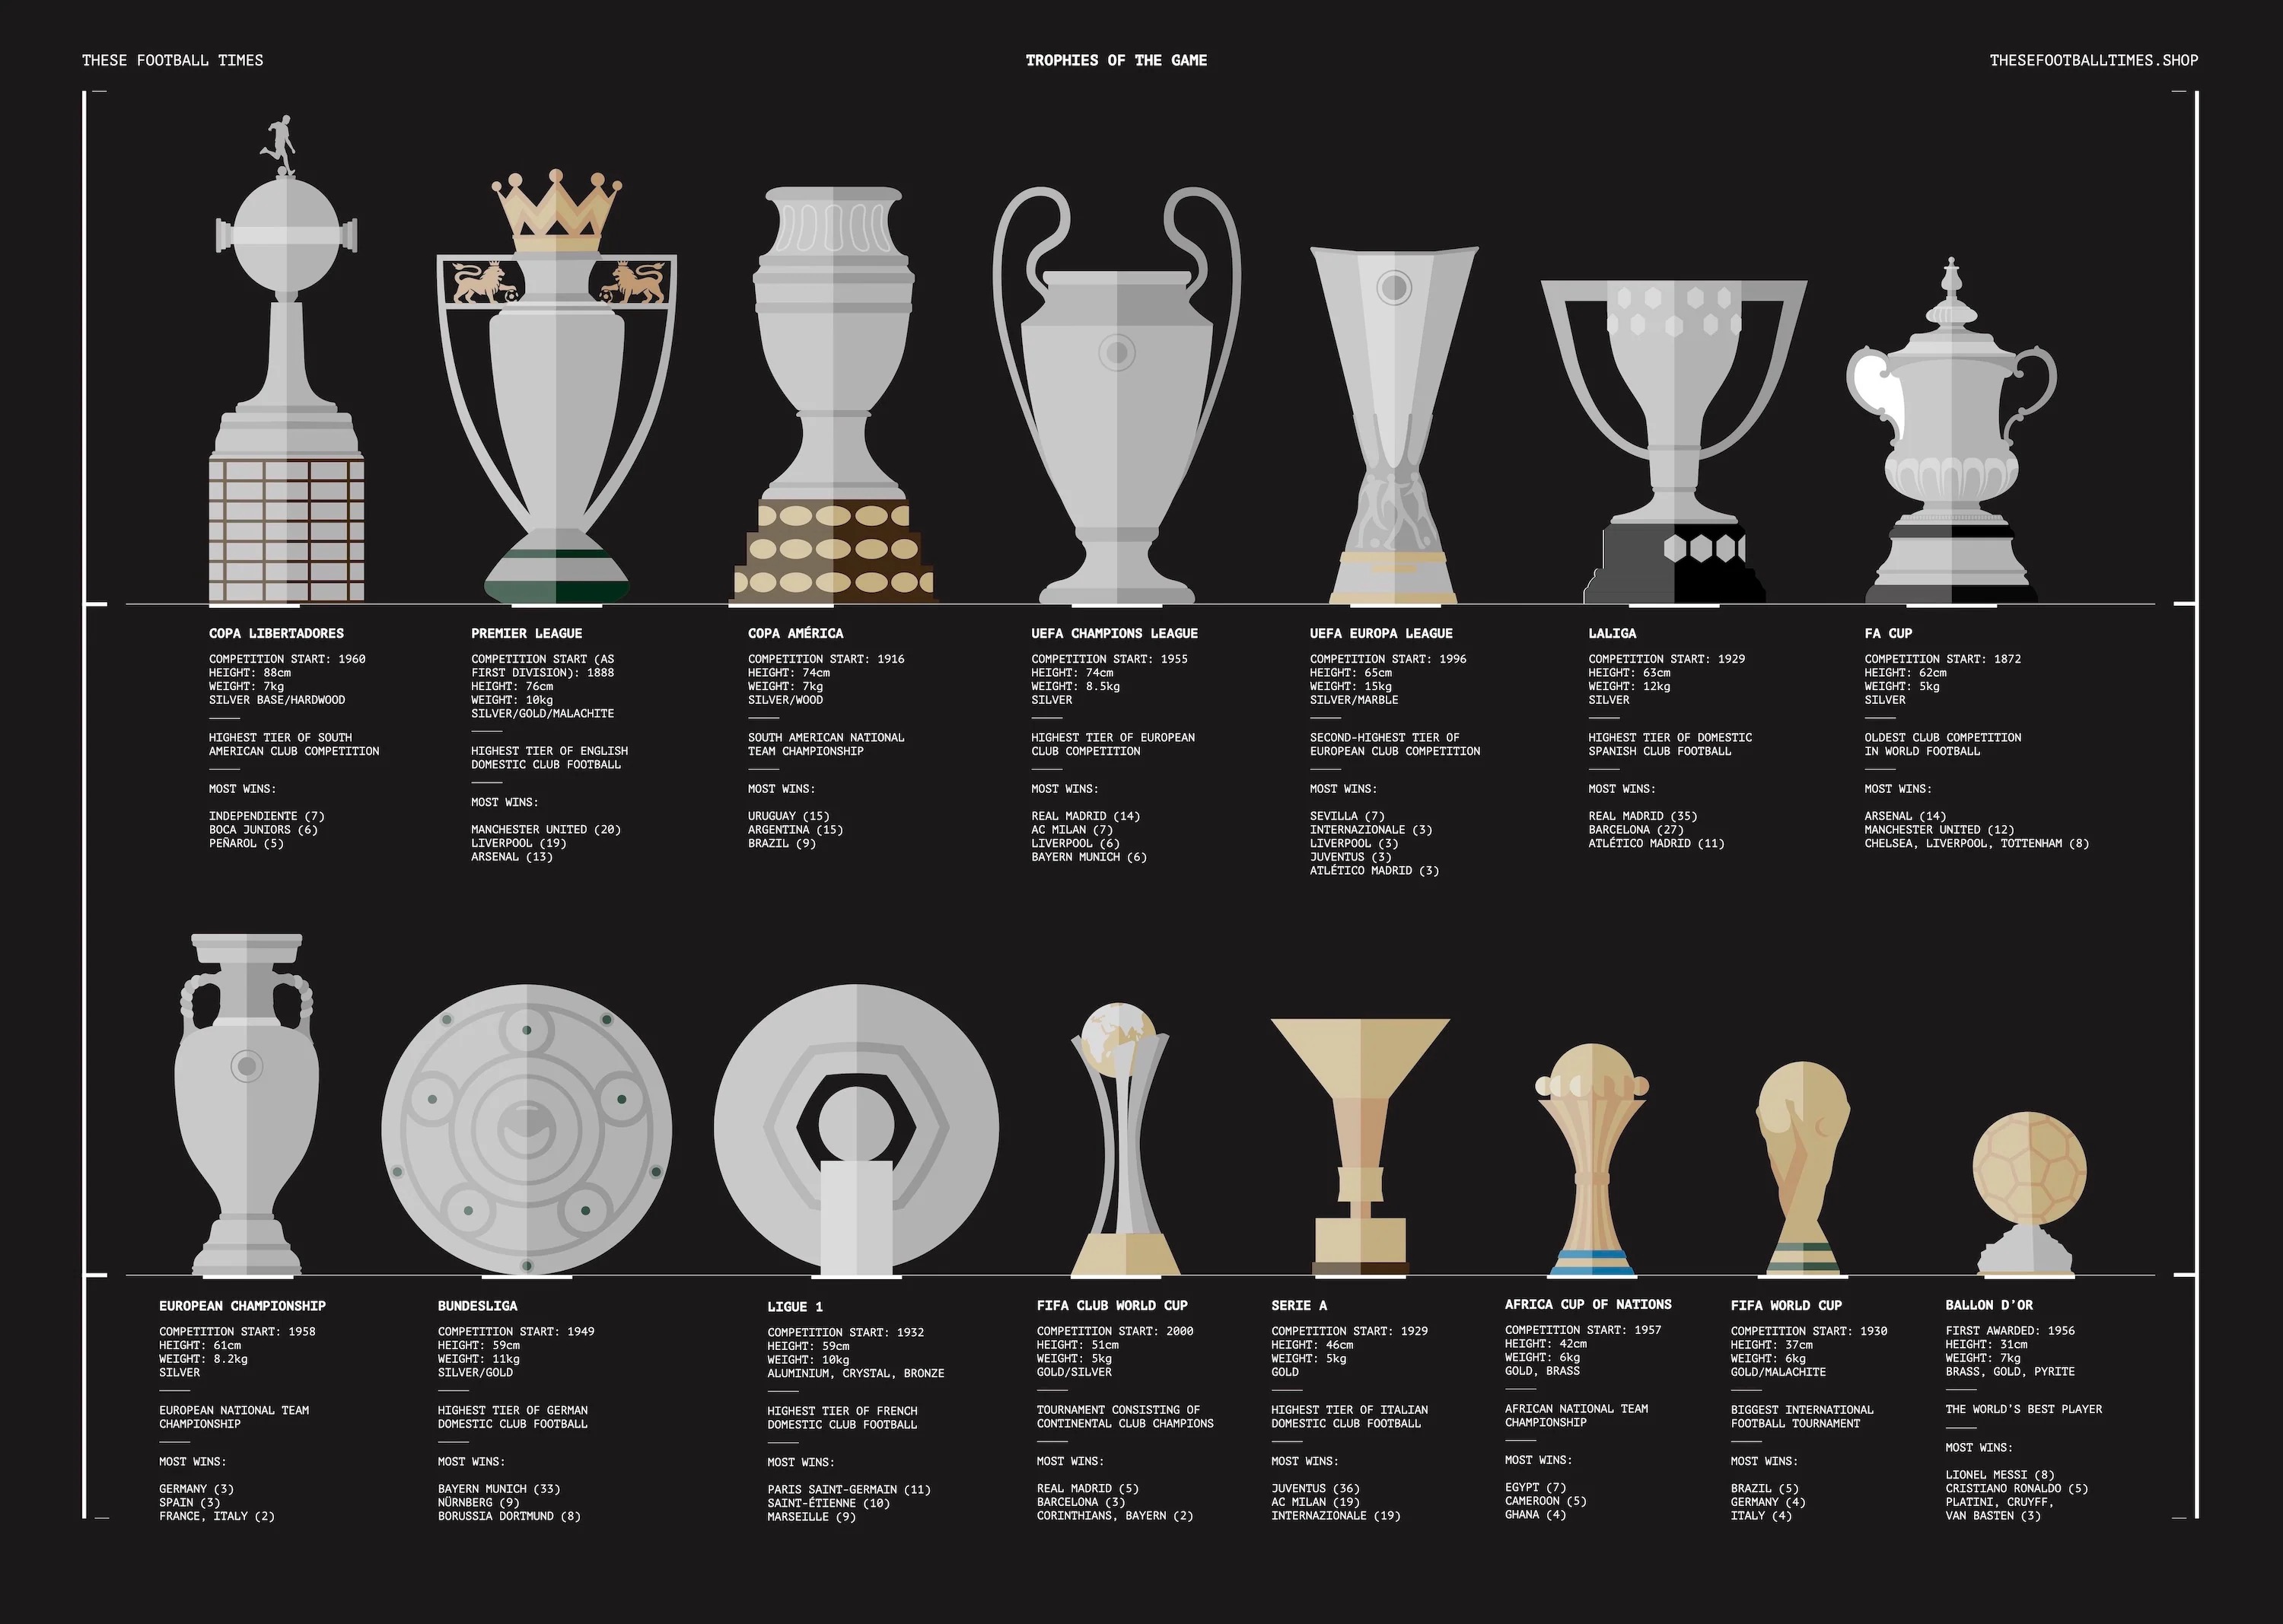 THESE FOOTBALL TIMES
TROPHIES OF THE GAME
THESEFOOTBALLTIMES.SHOP
COPA LIBERTADORES
COMPETITION START: 1960
HEIGHT: 88cm
WEIGHT: 7kg
SILVER BASE/HARDWOOD
HIGHEST TIER OF SOUTH
AMERICAN CLUB COMPETITION
MOST WINS:
INDEPENDIENTE (7)
BOCA JUNIORS (6)
PEÑAROL (5)
PREMIER LEAGUE
COMPETITION START (AS
FIRST DIVISION): 1888
HEIGHT: 76cm
WEIGHT: 10kg
SILVER/GOLD/MALACHITE
HIGHEST TIER OF ENGLISH
DOMESTIC CLUB FOOTBALL
MOST WINS:
MANCHESTER UNITED (20)
LIVERPOOL (19)
ARSENAL (13)
COPA AMÉRICA
COMPETITION START: 1916
HEIGHT: 74cm
WEIGHT: 7kg
SILVER/WOOD
SOUTH AMERICAN NATIONAL
TEAM CHAMPIONSHIP
MOST WINS:
URUGUAY (15)
ARGENTINA (15)
BRAZIL (9)
UEFA CHAMPIONS LEAGUE
COMPETITION START: 1955
HEIGHT: 74cm
WEIGHT: 8.5kg
SILVER
HIGHEST TIER OF EUROPEAN
CLUB COMPETITION
MOST WINS:
REAL MADRID (14)
AC MILAN (7)
LIVERPOOL (6)
BAYERN MUNICH (6)
UEFA EUROPA LEAGUE
COMPETITION START: 1996
HEIGHT: 65cm
WEIGHT: 15kg
SILVER/MARBLE
SECOND-HIGHEST TIER OF
EUROPEAN CLUB COMPETITION
MOST WINS:
SEVILLA (7)
INTERNAZIONALE (3)
LIVERPOOL (3)
JUVENTUS (3)
ATLÉTICO MADRID (3)
LALIGA
COMPETITION START: 1929
HEIGHT: 63cm
WEIGHT: 12kg
SILVER
HIGHEST TIER OF DOMESTIC
SPANISH CLUB FOOTBALL
MOST WINS:
REAL MADRID (35)
BARCELONA (27)
ATLÉTICO MADRID (11)
FA CUP
COMPETITION START: 1872
HEIGHT: 62cm
WEIGHT: 5kg
SILVER
OLDEST CLUB COMPETITION
IN WORLD FOOTBALL
MOST WINS:
ARSENAL (14)
MANCHESTER UNITED (12)
CHELSEA, LIVERPOOL, TOTTENHAM (8)
EUROPEAN CHAMPIONSHIP
COMPETITION START: 1958
HEIGHT: 61cm
WEIGHT: 8.2kg
SILVER
EUROPEAN NATIONAL TEAM
CHAMPIONSHIP
MOST WINS:
GERMANY (3)
SPAIN (3)
FRANCE, ITALY (2)
BUNDESLIGA
COMPETITION START: 1949
HEIGHT: 59cm
WEIGHT: 11kg
SILVER/GOLD
HIGHEST TIER OF GERMAN
DOMESTIC CLUB FOOTBALL
MOST WINS:
BAYERN MUNICH (33)
NÜRNBERG (9)
BORUSSIA DORTMUND (8)
LIGUE 1
COMPETITION START: 1932
HEIGHT: 59cm
WEIGHT: 10kg
ALUMINIUM, CRYSTAL, BRONZE
HIGHEST TIER OF FRENCH
DOMESTIC CLUB FOOTBALL
MOST WINS:
PARIS SAINT-GERMAIN (11)
SAINT-ÉTIENNE (10)
MARSEILLE (9)
FIFA CLUB WORLD CUP
COMPETITION START: 2000
HEIGHT: 51cm
WEIGHT: 5kg
GOLD/SILVER
TOURNAMENT CONSISTING OF
CONTINENTAL CLUB CHAMPIONS
MOST WINS:
REAL MADRID (5)
BARCELONA (3)
CORINTHIANS, BAYERN (2)
SERIE A
COMPETITION START: 1929
HEIGHT: 46cm
WEIGHT: 5kg
GOLD
HIGHEST TIER OF ITALIAN
DOMESTIC CLUB FOOTBALL
MOST WINS:
JUVENTUS (36)
AC MILAN (19)
INTERNAZIONALE (19)
AFRICA CUP OF NATIONS
COMPETITION START: 1957
HEIGHT: 42cm
WEIGHT: 6kg
GOLD, BRASS
AFRICAN NATIONAL TEAM
CHAMPIONSHIP
MOST WINS:
EGYPT (7)
CAMEROON (5)
GHANA (4)
FIFA WORLD CUP
COMPETITION START: 1930
HEIGHT: 37cm
WEIGHT: 6kg
GOLD/MALACHITE
BIGGEST INTERNATIONAL
FOOTBALL TOURNAMENT
MOST WINS:
BRAZIL (5)
GERMANY (4)
ITALY (4)
BALLON D'OR
FIRST AWARDED: 1956
HEIGHT: 31cm
WEIGHT: 7kg
BRASS, GOLD, PYRITE
THE WORLD'S BEST PLAYER
MOST WINS:
LIONEL MESSI (8)
CRISTIANO RONALDO (5)
PLATINI, CRUYFF,
VAN BASTEN (3)